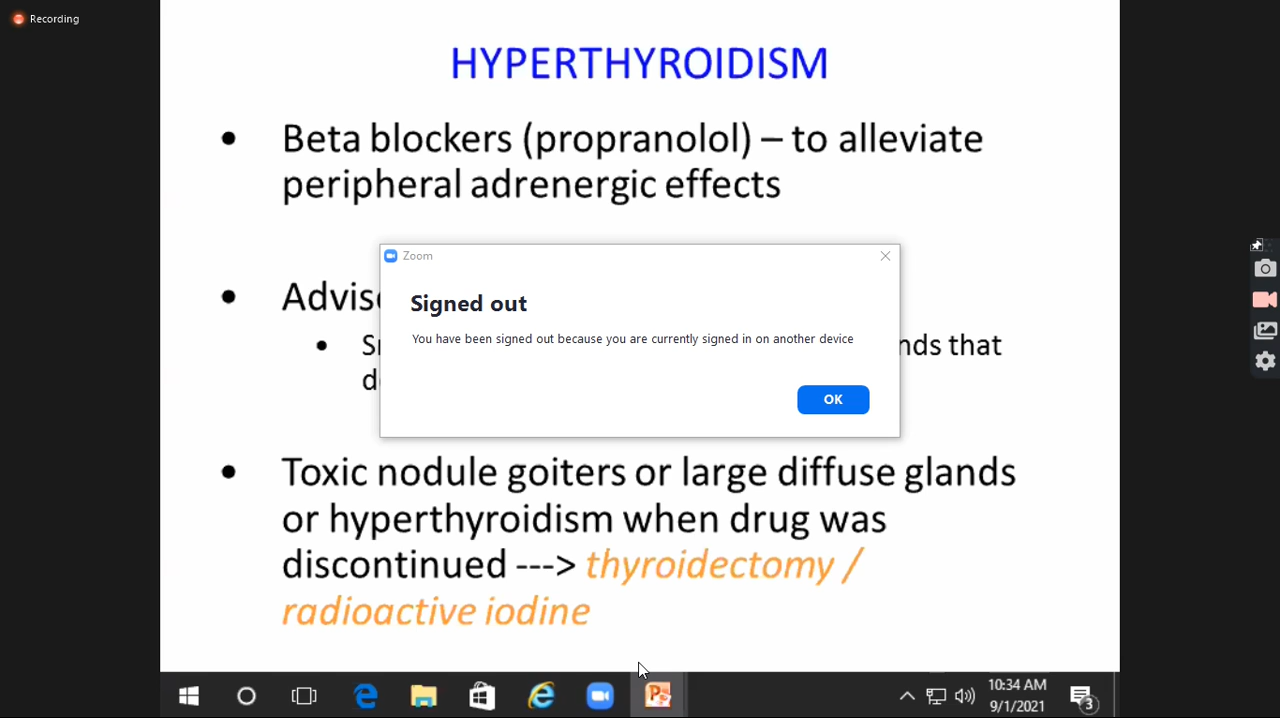 Recording
HYPERTHYROIDISM
• Beta blockers (propranolol) – to alleviate
peripheral adrenergic effects
Zoom
Signed out
You have been signed out because you are currently signed in on another device
OK
•
•
that
• Toxic nodule goiters or large diffuse glands
or hyperthyroidism when drug was
discontinued ---> thyroidectomy /
radioactive iodine
10:34 AM
9/1/2021
3